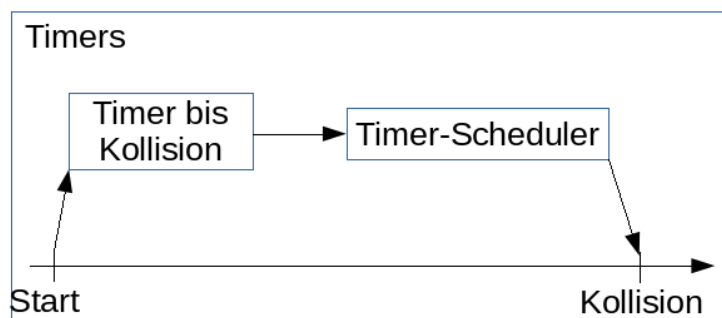 Timers
Timer bis
Kollision
Timer-Scheduler
Start
Kollision